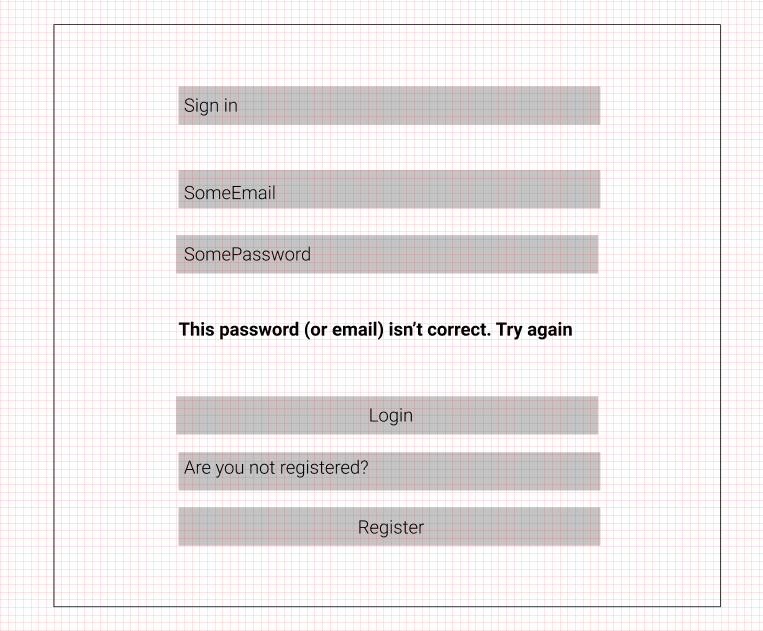 Sign in
SomeEmail
SomePassword
This password (or email) isn’t correct. Try again
Login
Are you not registered?
Register